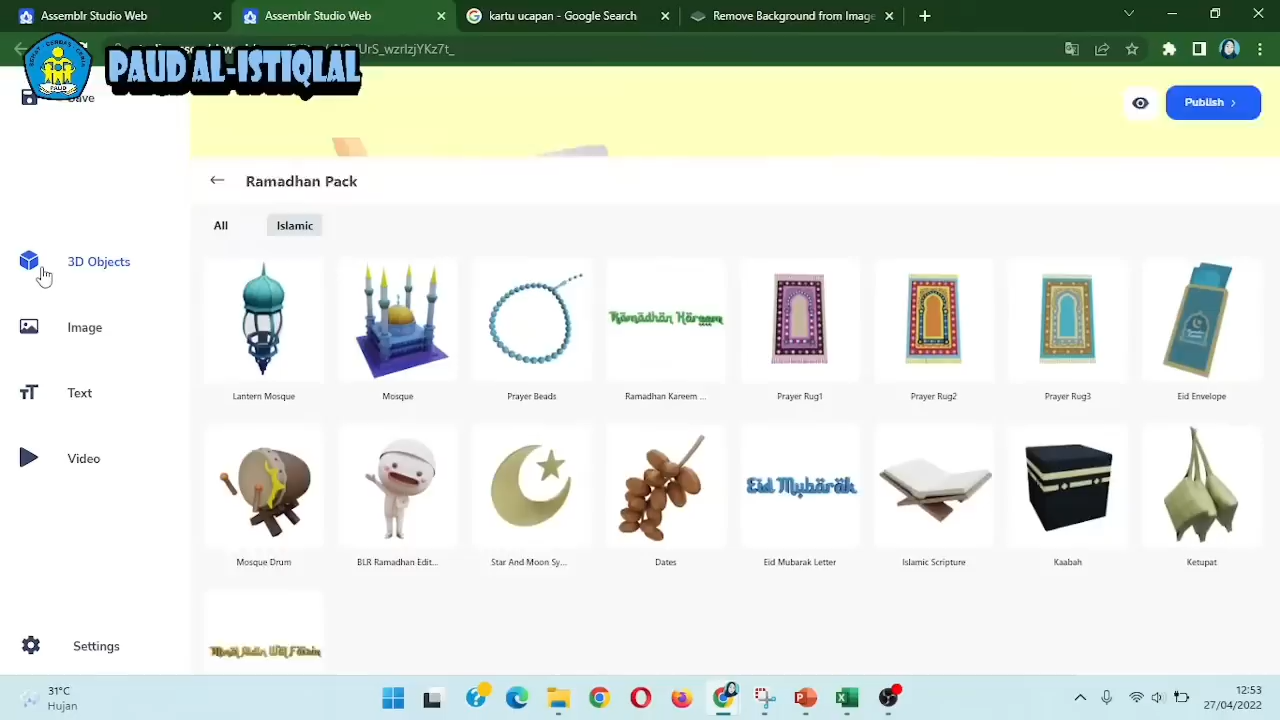 Assemblr Studio Web
Assemblr Studio Web
kartu ucapan - Google Search
Remove Background from Image
PAUD AL-ISTIQLAL
PAUD
Save
Publish
Ramadhan Pack
All
Islamic
3D Objects
Image
Text
Video
Settings
Lantern Mosque
Mosque
Prayer Beads
Ramadhan Kareem
Ramadhan Kareem ...
Prayer Rug1
Prayer Rug2
Prayer Rug3
Eid Envelope
Mosque Drum
BLR Ramadhan Edit...
Star And Moon Sy...
Dates
Eid Mubarak
Eid Mubarak Letter
Islamic Scripture
Kaabah
Ketupat
31°C
Hujan
12:53
27/04/2022